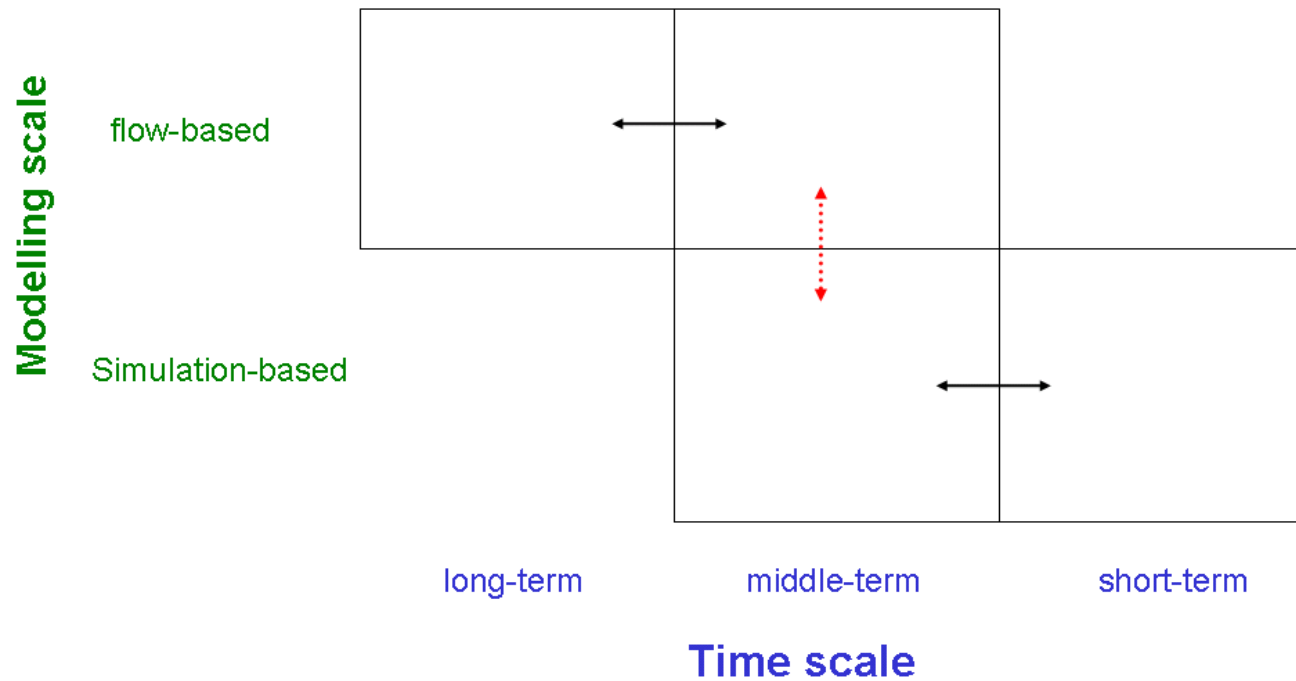 Modelling scale
flow-based
Simulation-based
long-term middle-term short-term
Time scale